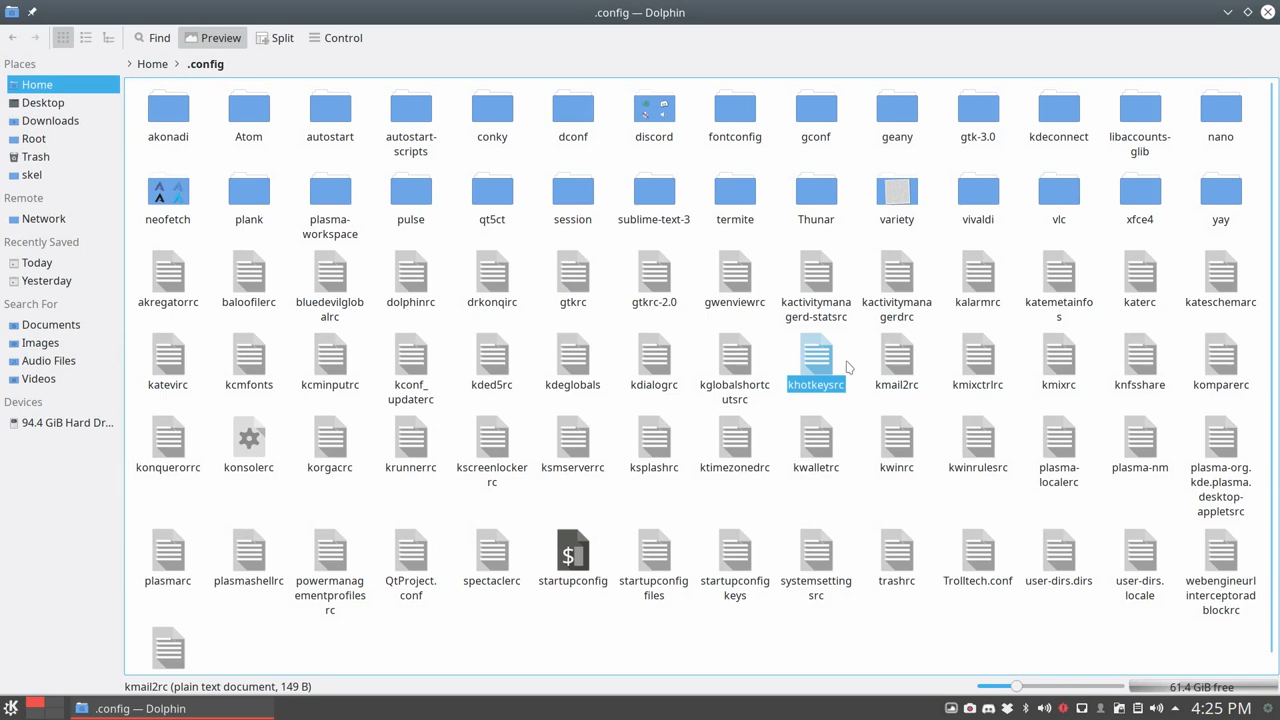 .config — Dolphin
Find
Preview
Split
Control
Places
Home
Desktop
Downloads
Root
Trash
skel
Remote
Network
Recently Saved
Today
Yesterday
Search For
Documents
Images
Audio Files
Videos
Devices
94.4 GiB Hard Dr...
Home
.config
akonadi
Atom
autostart
autostart-
scripts
conky
dconf
discord
fontconfig
gconf
geany
gtk-3.0
kdeconnect
libaccounts-
glib
nano
neofetch
plank
plasma-
workspace
pulse
qt5ct
session
sublime-text-3
termite
Thunar
variety
vivaldi
vlc
xfce4
yay
akregatorrc
baloofilerc
bluedevilglob
alrc
dolphinrc
drkonqirc
gtkrc
gtkrc-2.0
gwenviewrc
kactivitymana
gerd-statsrc
kactivitymana
gerdrc
kalarmrc
katemetainfo
s
katerc
kateschemarc
katevirc
kcmfonts
kcminputrc
kconf_
updaterc
kded5rc
kdeglobals
kdialogrc
kglobalshortc
utsrc
khotkeysrc
kmail2rc
kmixctrlrc
kmixrc
knfsshare
komparerc
konquerorrc
konsolerc
korgacrc
krunnerrc
kscreenlocker
rc
ksmserverrc
ksplashrc
ktimezonedrc
kwalletrc
kwinrc
kwinrulesrc
plasma-
localerc
plasma-nm
plasma-org.
kde.plasma.
desktop-
appletsrc
plasmarc
plasmashellrc
powermanag
ementprofiles
rc
QtProject.
conf
spectaclerc
$
startupconfig
startupconfig
files
startupconfig
keys
systemsetting
src
trashrc
Trolltech.conf
user-dirs.dirs
user-dirs.
locale
webengineurl
interceptorad
blockrc
kmail2rc (plain text document, 149 B)
61.4 GiB free
.config — Dolphin
4:25 PM